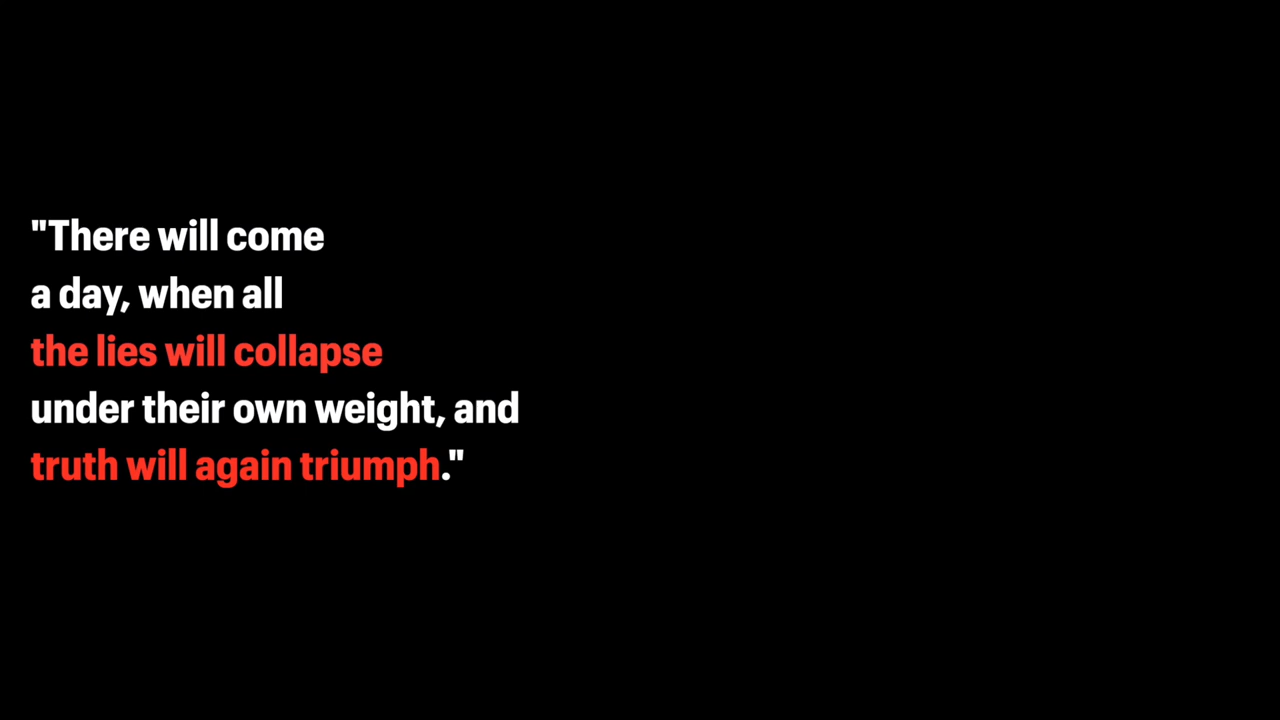 "There will come
a day, when all
the lies will collapse
under their own weight, and
truth will again triumph."